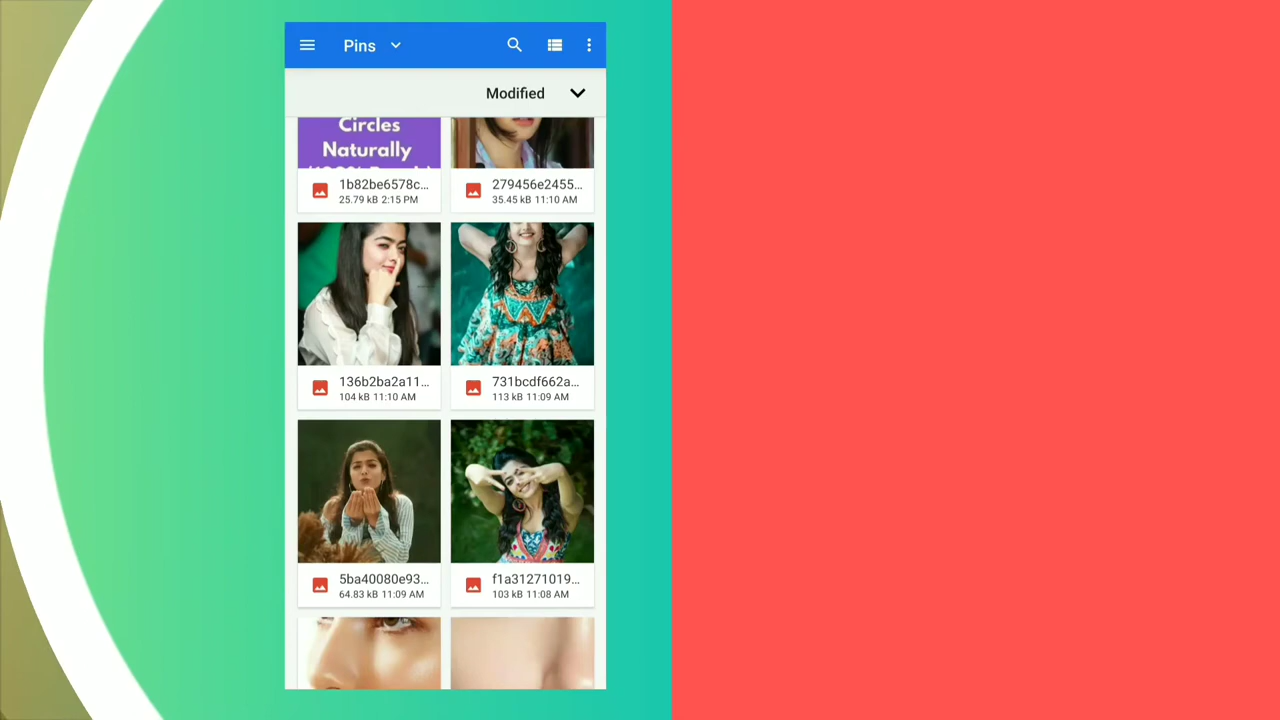 Pins
Modified
Circles
Naturally
1b82be6578c...
25.79 kB 2:15 PM
279456e2455...
35.45 kB 11:10 AM
136b2ba2a11...
104 kB 11:10 AM
731bcdf662a...
113 kB 11:09 AM
5ba40080e93...
64.83 kB 11:09 AM
f1a31271019...
103 kB 11:08 AM